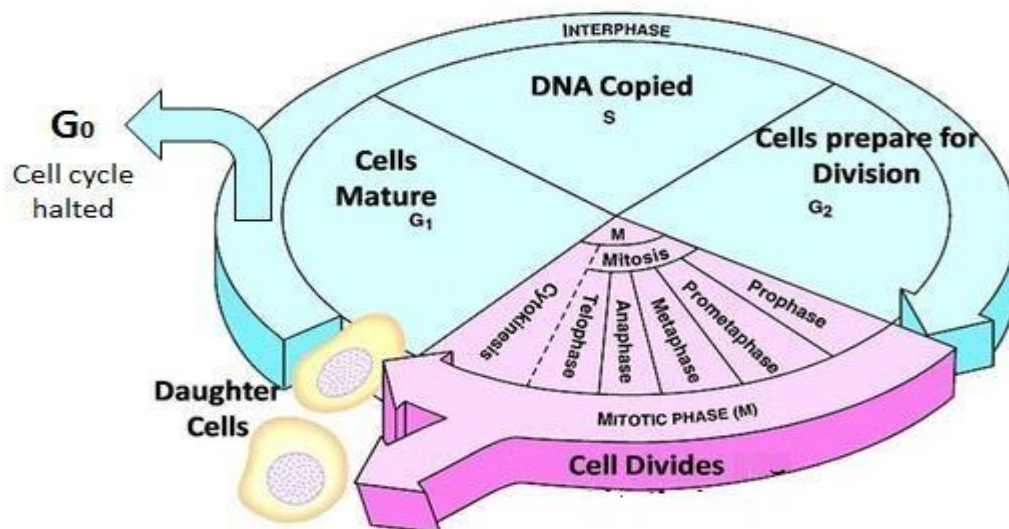 INTERPHASE
DNA Copied
S
G0
Cell cycle
halted
Cells
Mature
G1
Cells prepare for
Division
G2
M
Mitosis
Cytokinesis
Telophase
Anaphase
Metaphase
Prometaphase
Prophase
Daughter
Cells
MITOTIC PHASE (M)
Cell Divides